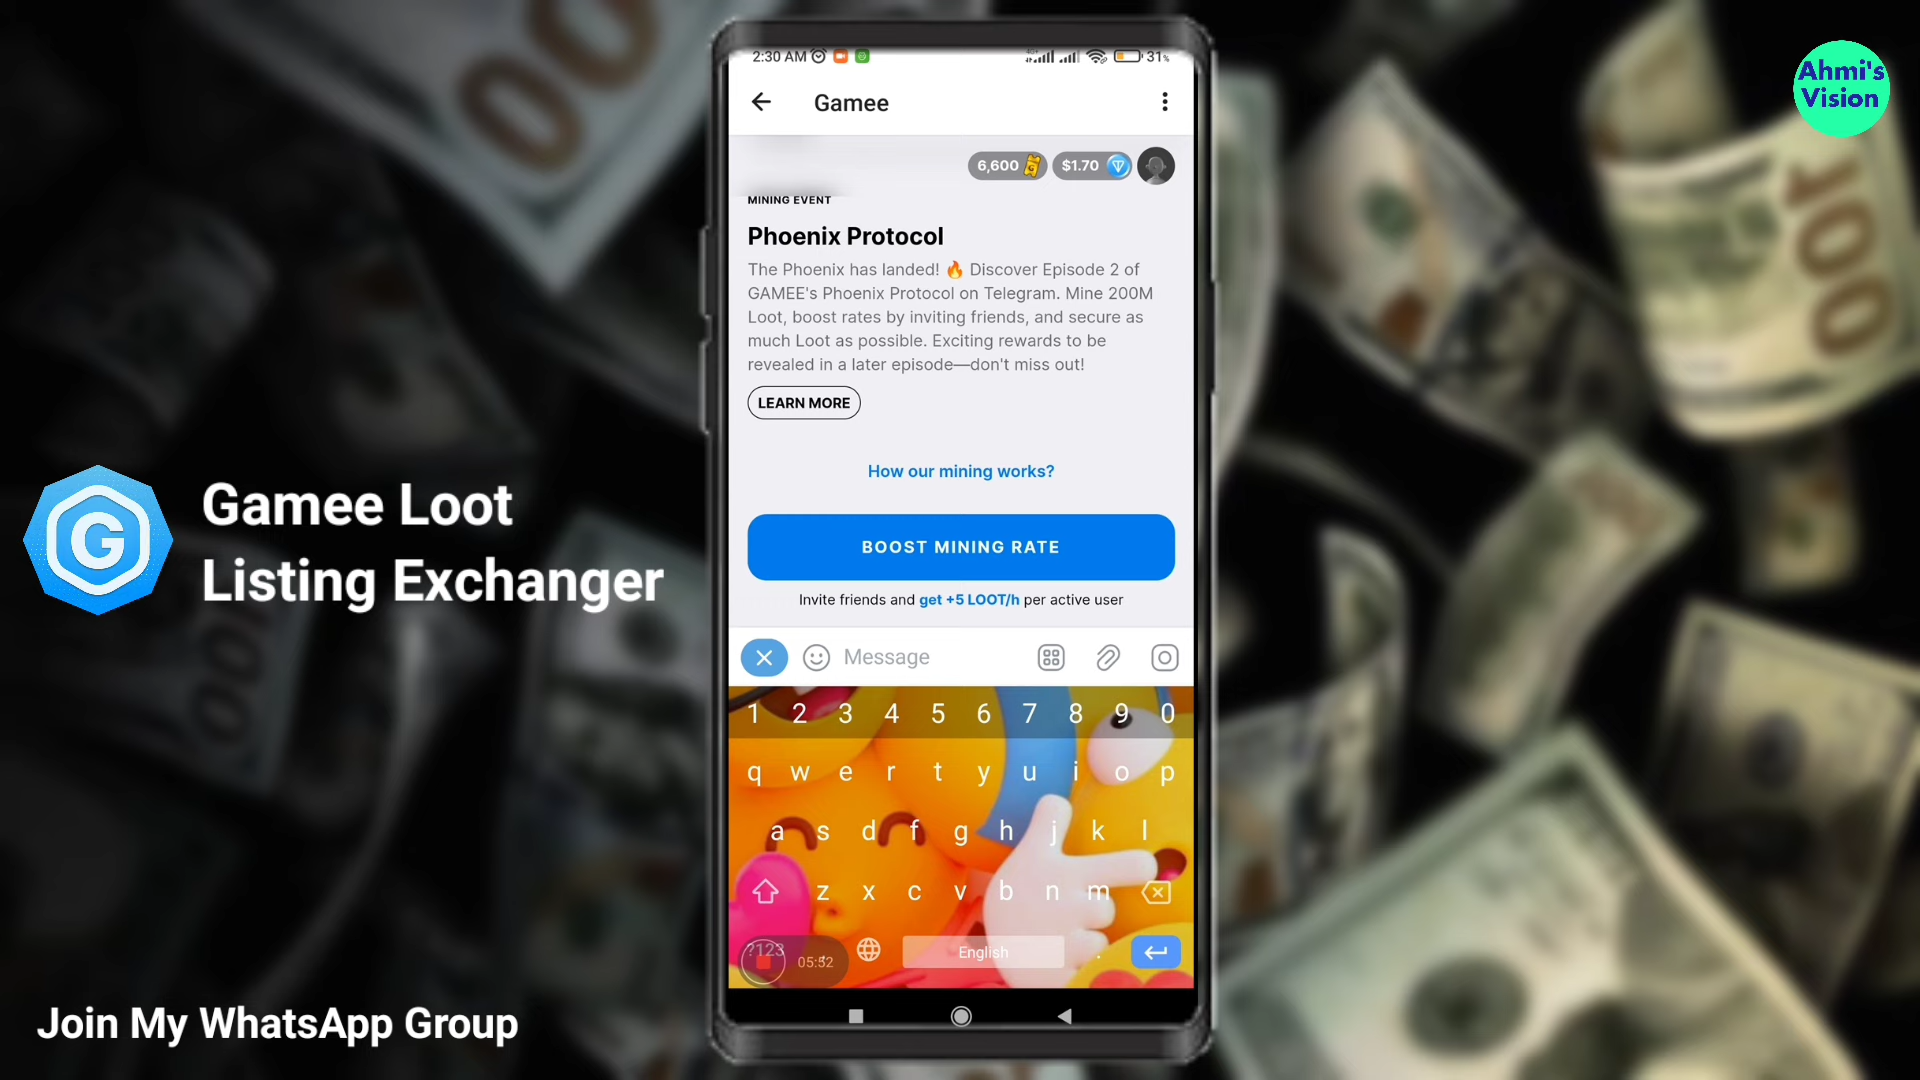 Ahmi's
Vision
2:30 AM
31%
Gamee
6,600
$1.70
MINING EVENT
Phoenix Protocol
The Phoenix has landed! 🔥 Discover Episode 2 of
GAMEE's Phoenix Protocol on Telegram. Mine 200M
Loot, boost rates by inviting friends, and secure as
much Loot as possible. Exciting rewards to be
revealed in a later episode—don't miss out!
LEARN MORE
How our mining works?
BOOST MINING RATE
Invite friends and get +5 LOOT/h per active user
Message
1 2 3 4 5 6 7 8 9 0
q w e r t y u i o p
a s d f g h j k l
z x c v b n m
?123
05:52
English
.
G
Gamee Loot
Listing Exchanger
Join My WhatsApp Group
100
100